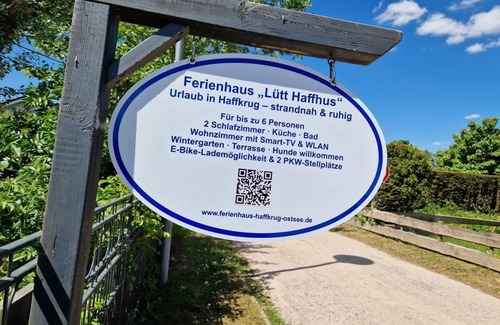 Ferienhaus „Lütt Haffhus“
Urlaub in Haffkrug – strandnah & ruhig
Für bis zu 6 Personen
2 Schlafzimmer · Küche · Bad
Wohnzimmer mit Smart-TV & WLAN
Wintergarten · Terrasse · Hunde willkommen
E-Bike-Lademöglichkeit & 2 PKW-Stellplätze
www.ferienhaus-haffkrug-ostsee.de